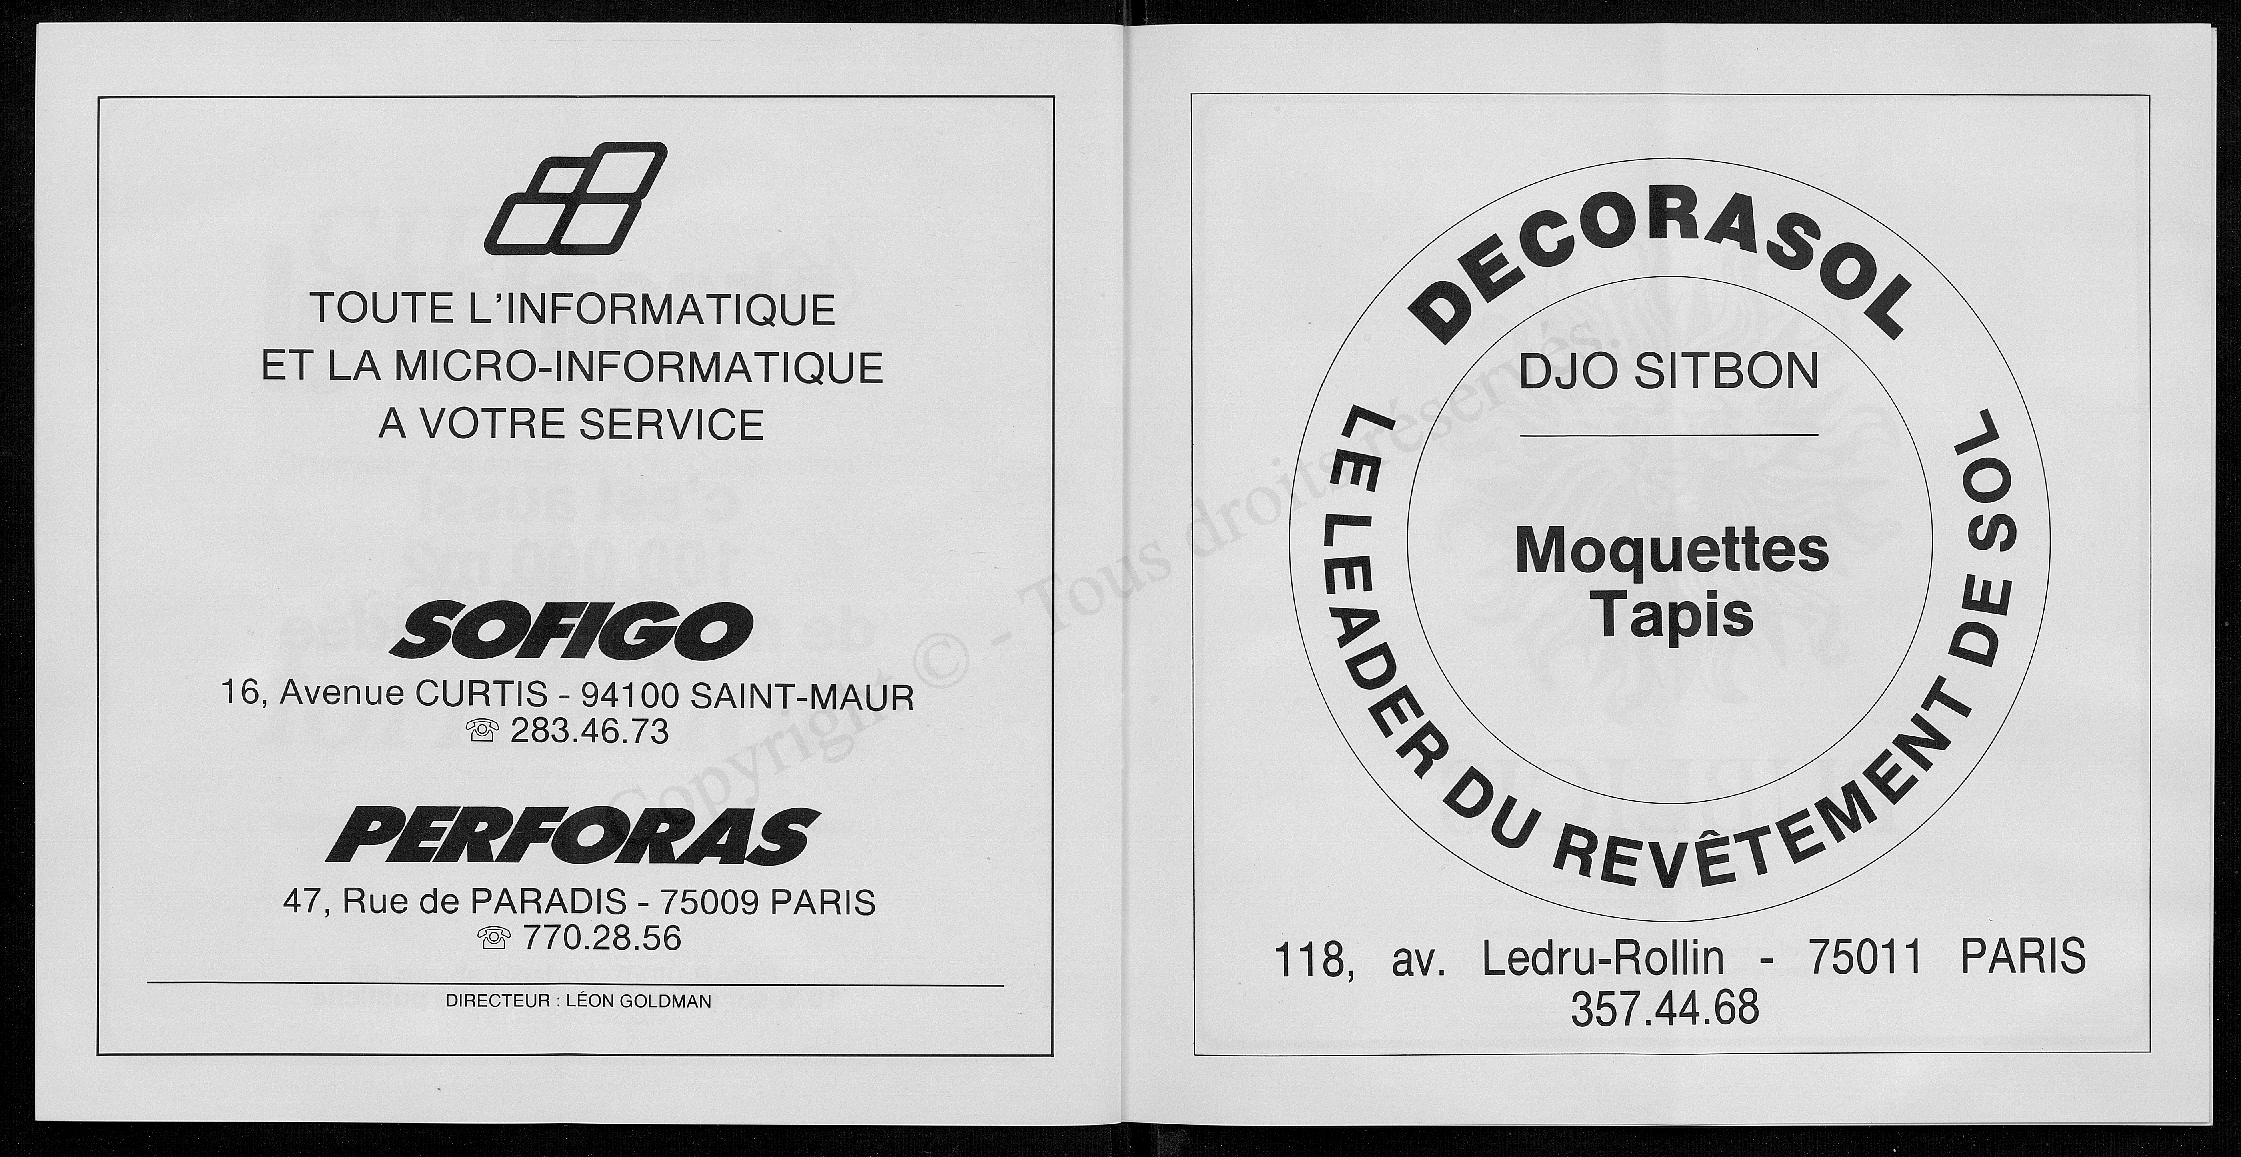 TOUTE L'INFORMATIQUE
ET LA MICRO-INFORMATIQUE
A VOTRE SERVICE
SOFIGO
16, Avenue CURTIS - 94100 SAINT-MAUR
☏ 283.46.73
PERFORAS
47, Rue de PARADIS - 75009 PARIS
☏ 770.28.56
DIRECTEUR : LÉON GOLDMAN
DECORASOL
DJO SITBON
Moquettes
Tapis
LE LEADER DU REVÊTEMENT DE SOL
118, av. Ledru-Rollin - 75011 PARIS
357.44.68
Copyright © - Tous droits réservés.